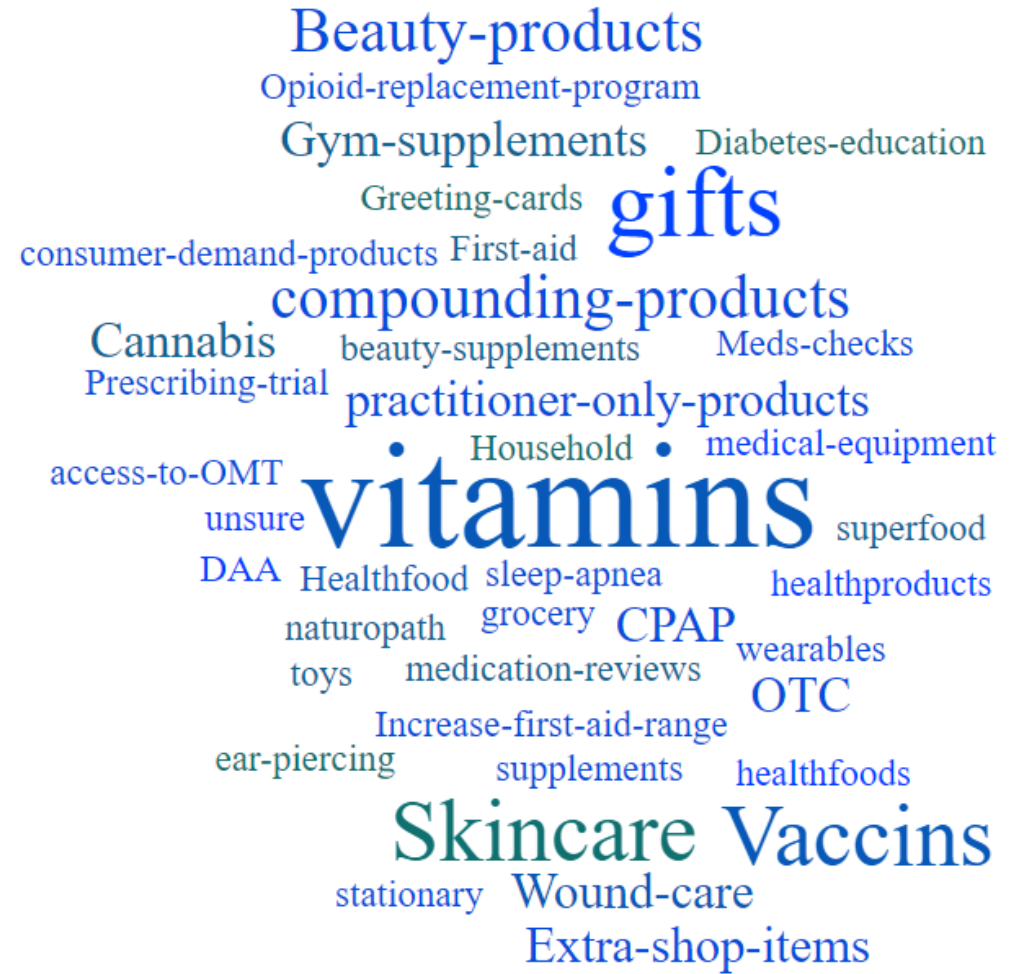 Beauty-products
Opioid-replacement-program
Gym-supplements Diabetes-education
Greeting-cards gifts
consumer-demand-products First-aid
compounding-products
Cannabis beauty-supplements Meds-checks
Prescribing-trial practitioner-only-products
Household medical-equipment
access-to-OMT vitamins
unsure superfood
DAA Healthfood sleep-apnea healthproducts
naturopath grocery CPAP
wearables
toys medication-reviews OTC
Increase-first-aid-range
ear-piercing supplements healthfoods
Skincare Vaccins
stationary Wound-care
Extra-shop-items